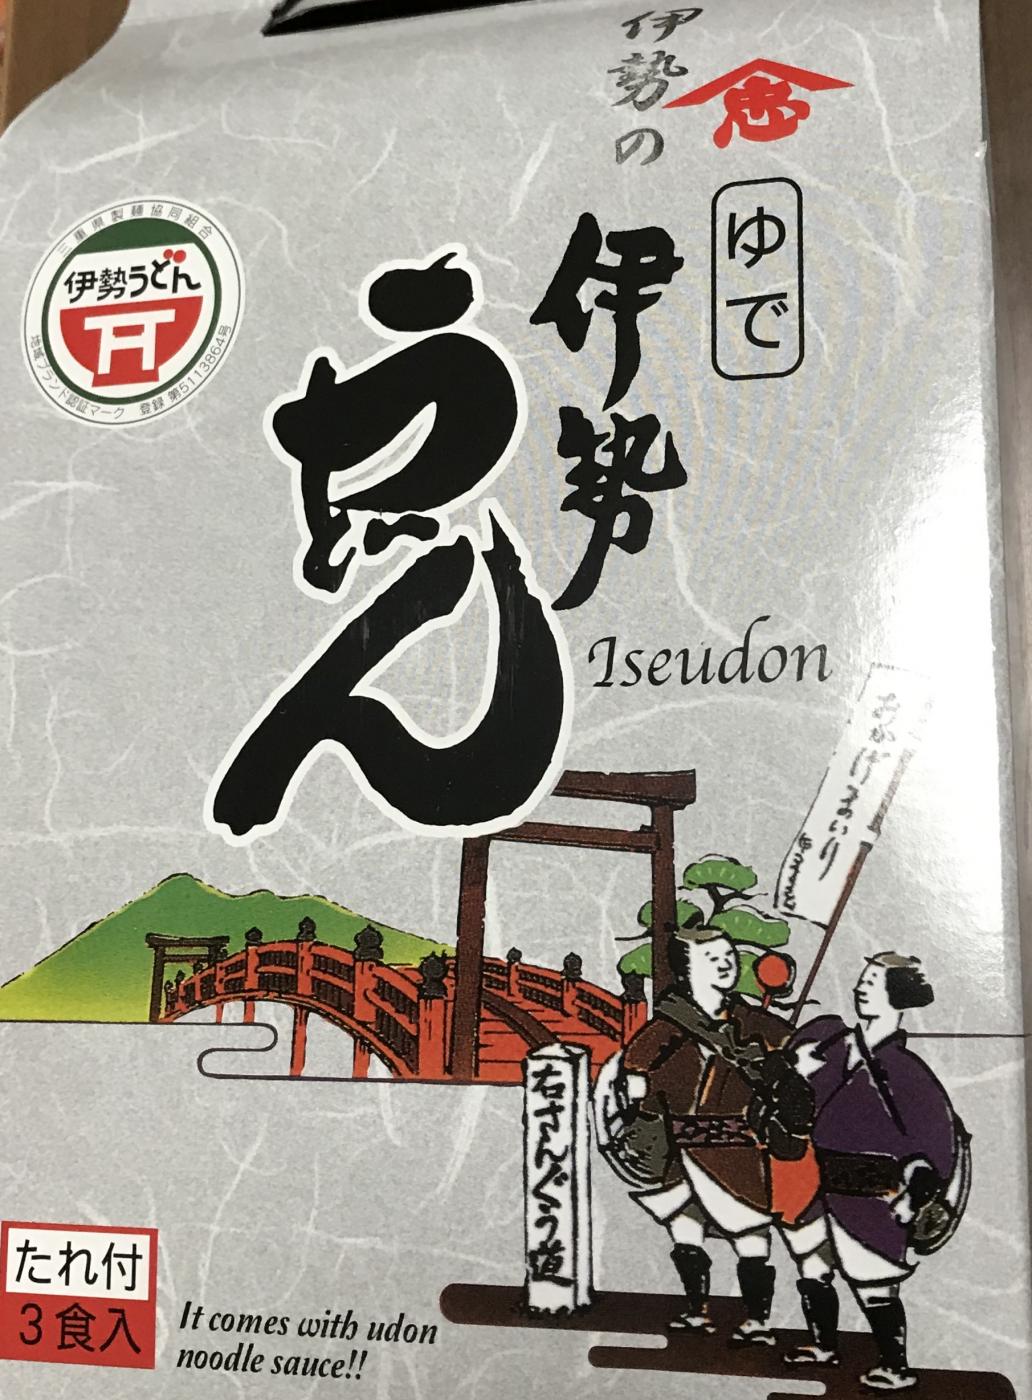 伊勢の
忠
ゆで
伊勢
うどん
Iseudon
三重県製麺協同組合
伊勢うどん
地域ブランド認証マーク 登録 第5113864号
おかげまいり
右さんぐう道
たれ付
3食入
It comes with udon
noodle sauce!!